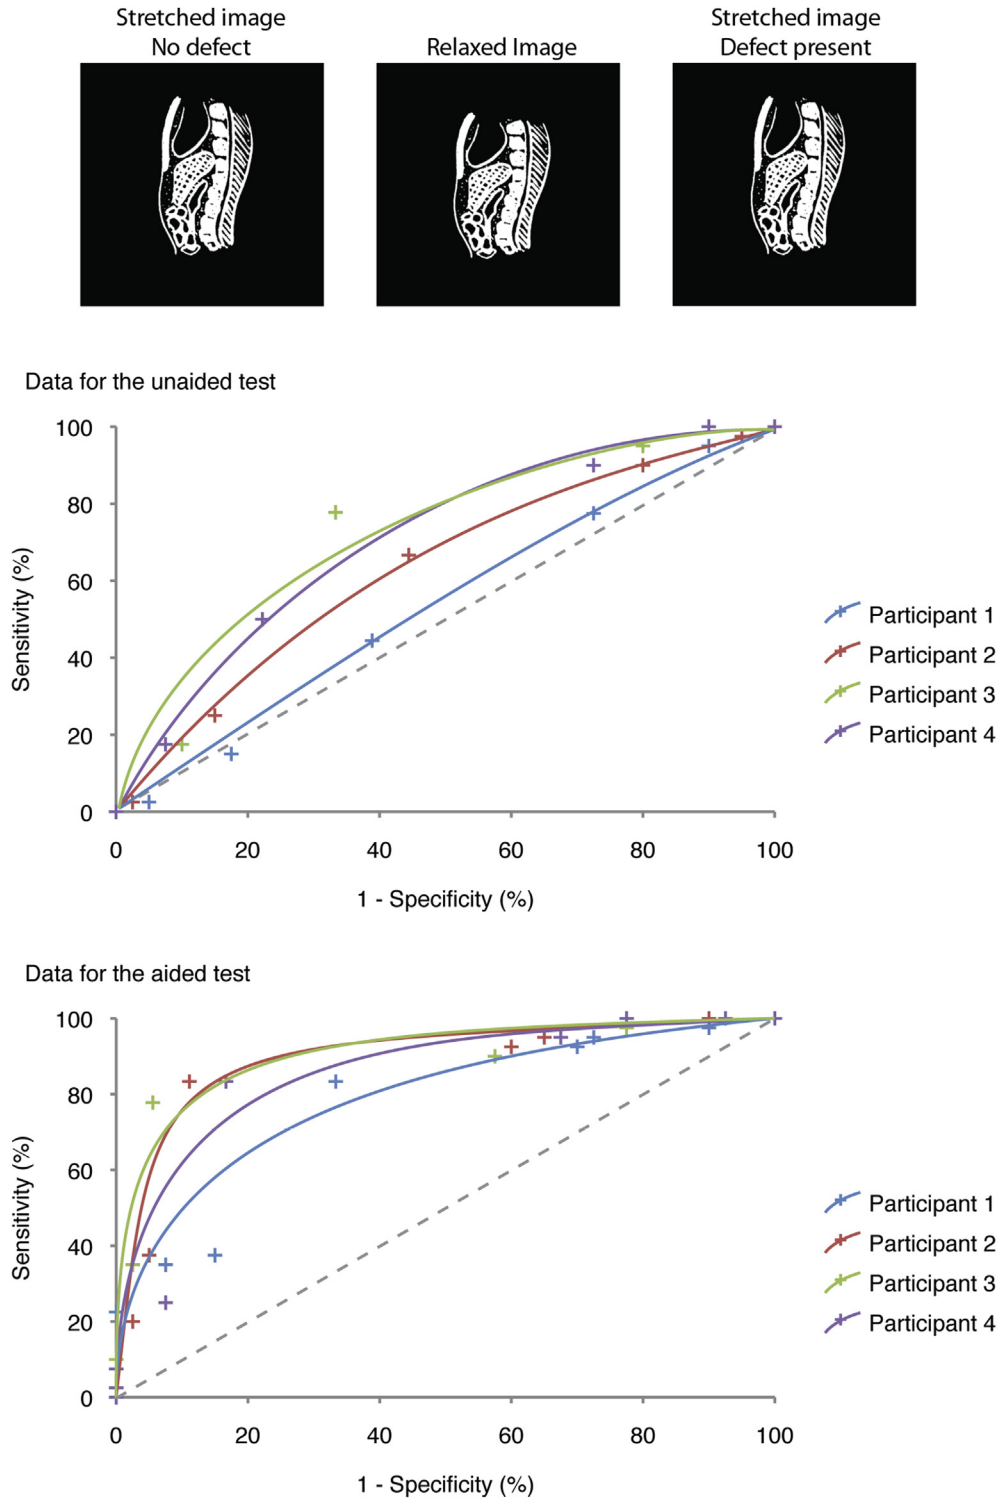 Stretched image
No defect
Relaxed Image
Stretched image
Defect present
Data for the unaided test
100
80
60
40
20
0
Sensitivity (%)
0 20 40 60 80 100
1 - Specificity (%)
Participant 1
Participant 2
Participant 3
Participant 4
Data for the aided test
100
80
60
40
20
0
Sensitivity (%)
0 20 40 60 80 100
1 - Specificity (%)
Participant 1
Participant 2
Participant 3
Participant 4